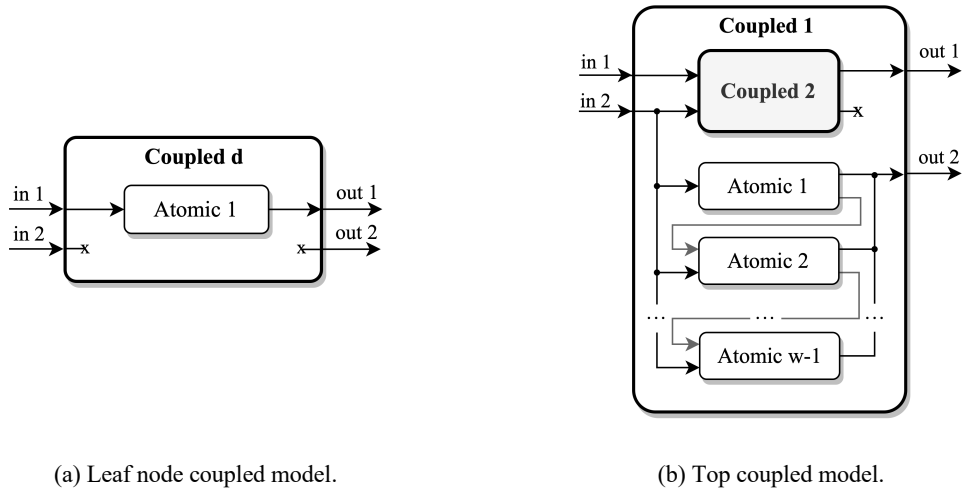 Coupled d
in 1
Atomic 1
out 1
in 2
x
x
out 2
(a) Leaf node coupled model.
Coupled 1
in 1
out 1
Coupled 2
in 2
x
out 2
Atomic 1
Atomic 2
... ... ...
Atomic w-1
(b) Top coupled model.